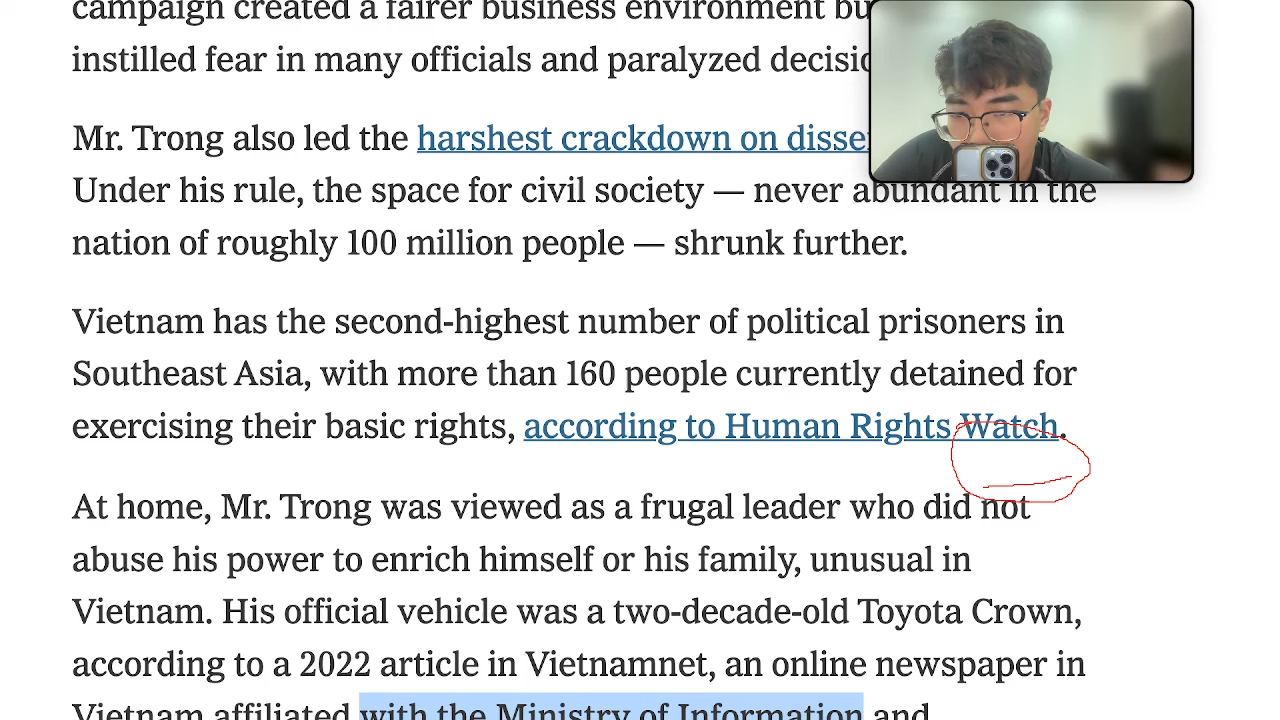 campaign created a fairer business environment bu
instilled fear in many officials and paralyzed decisio
Mr. Trong also led the harshest crackdown on disse
Under his rule, the space for civil society — never abundant in the
nation of roughly 100 million people — shrunk further.
Vietnam has the second-highest number of political prisoners in
Southeast Asia, with more than 160 people currently detained for
exercising their basic rights, according to Human Rights Watch.
At home, Mr. Trong was viewed as a frugal leader who did not
abuse his power to enrich himself or his family, unusual in
Vietnam. His official vehicle was a two-decade-old Toyota Crown,
according to a 2022 article in Vietnamnet, an online newspaper in
Vietnam affiliated with the Ministry of Information and